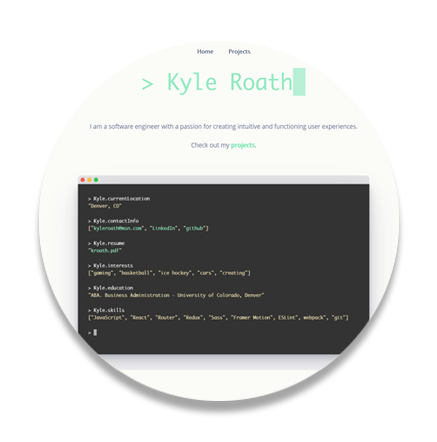 Home Projects
> Kyle Roath
I am a software engineer with a passion for creating intuitive and functioning user experiences.
Check out my projects.
> Kyle.currentLocation
"Denver, CO"
> Kyle.contactInfo
["kyleroath@msn.com", "LinkedIn", "github"]
> Kyle.resume
"kroath.pdf"
> Kyle.interests
["gaming", "basketball", "ice hockey", "cars", "creating"]
> Kyle.education
"ABA. Business Administration - University of Colorado, Denver"
> Kyle.skills
["JavaScript", "React", "Router", "Redux", "Sass", "Framer Motion", ESLint, webpack", "git"]
>